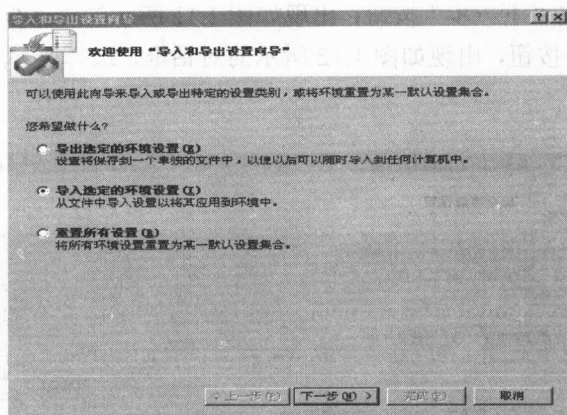 导入和导出设置向导
欢迎使用“导入和导出设置向导”
可以使用此向导来导入或导出特定的设置类别，或将环境重置为某一默认设置集合。
您希望做什么?
导出选定的环境设置(E)
设置将保存到一个单独的文件中，以便以后可以随时导入到任何计算机中。
导入选定的环境设置(I)
从文件中导入设置以将其应用到环境中。
重置所有设置(R)
将所有环境设置重置为某一默认设置集合。
< 上一步(P)
下一步(N) >
完成(F)
取消